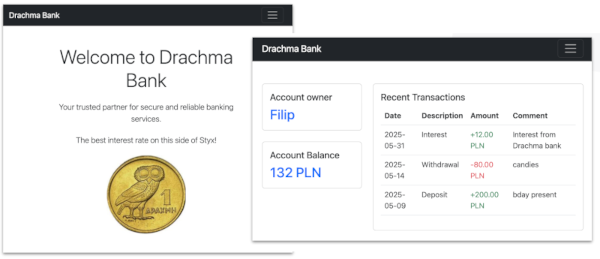 Drachma Bank
Welcome to Drachma
Bank
Your trusted partner for secure and reliable banking
services.
The best interest rate on this side of Styx!
1
ΔΡΑΧΜΗ
Drachma Bank
Account owner
Filip
Account Balance
132 PLN
Recent Transactions
Date Description Amount Comment
2025- Interest +12.00 Interest from
05-31 PLN Drachma bank
2025- Withdrawal -80.00 candies
05-14 PLN
2025- Deposit +200.00 bday present
05-09 PLN